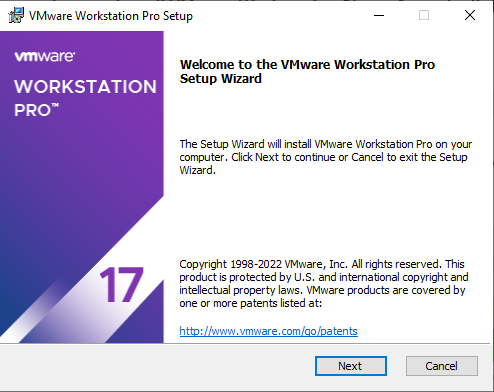 VMware Workstation Pro Setup
vmware®
WORKSTATION
PRO™
17
Welcome to the VMware Workstation Pro
Setup Wizard
The Setup Wizard will install VMware Workstation Pro on your
computer. Click Next to continue or Cancel to exit the Setup
Wizard.
Copyright 1998-2022 VMware, Inc. All rights reserved. This
product is protected by U.S. and international copyright and
intellectual property laws. VMware products are covered by
one or more patents listed at:
http://www.vmware.com/go/patents
Next
Cancel